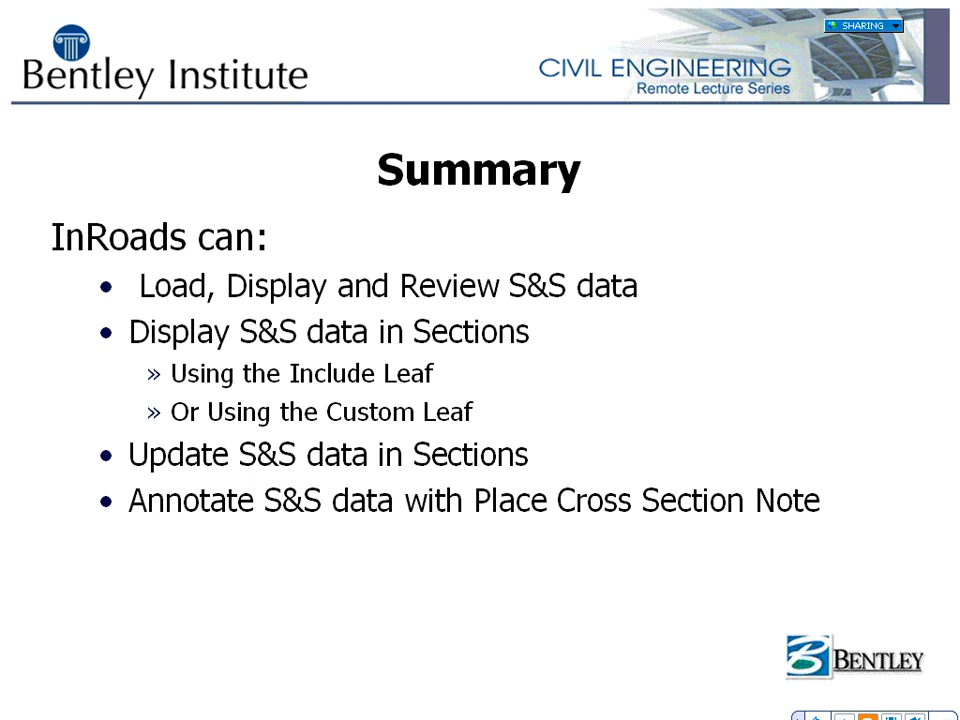 SHARING
Bentley Institute
CIVIL ENGINEERING
Remote Lecture Series
Summary
InRoads can:
• Load, Display and Review S&S data
• Display S&S data in Sections
» Using the Include Leaf
» Or Using the Custom Leaf
• Update S&S data in Sections
• Annotate S&S data with Place Cross Section Note
B BENTLEY